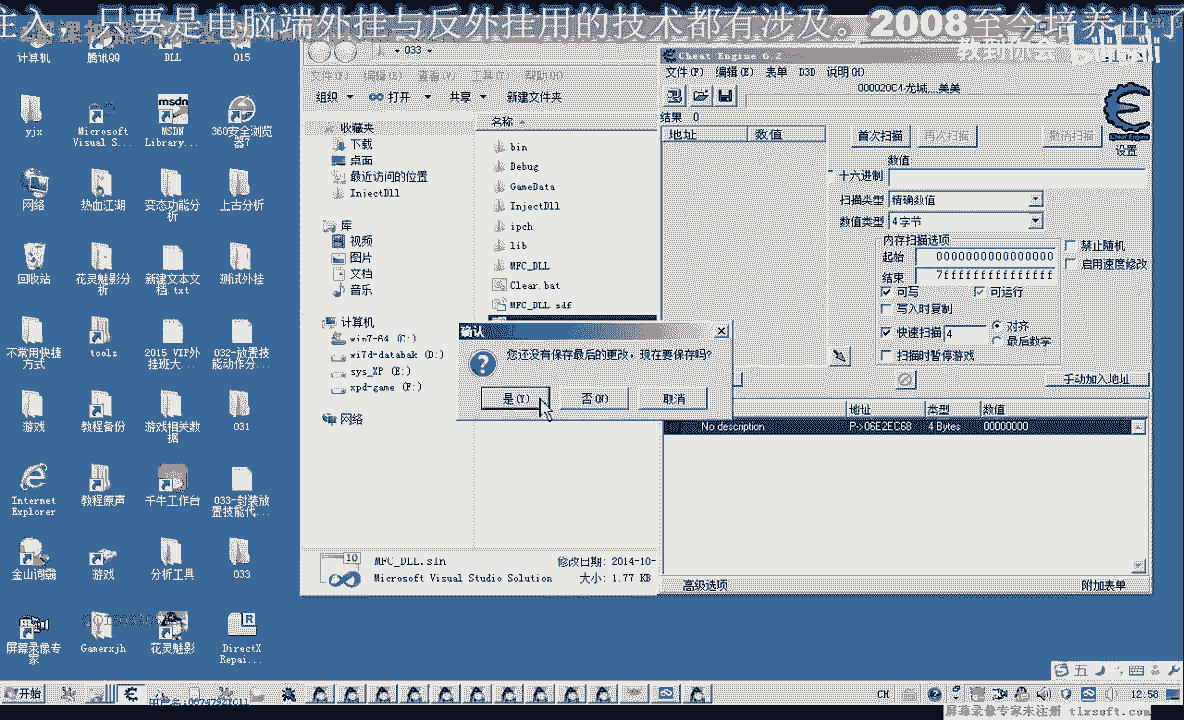 注入，只要是电脑端外挂与反外挂用的技术都有涉及。2008至今培养出了
计算机
腾讯QQ
DLL
015
yjx
Microsoft Visual S...
MSDN Library...
360安全浏览器7
网络
热血江湖
变态功能分析
上古分析
回收站
花灵魅影分析
新建文本文档.txt
测试外挂
不常用快捷方式
tools
2015 VIP外挂班大...
032-放置技能动作分...
游戏
教程备份
游戏相关数据
031
Internet Explorer
教程原声
千牛工作台
033-封装放置技能代...
金山词霸
游戏
分析工具
033
屏幕录像专家
Gamerxjh
花灵魅影
DirectX Repai...
033
文件(F) 编辑(E) 查看(V) 工具(T) 帮助(H)
组织 打开 共享 新建文件夹
收藏夹
下载
桌面
最近访问的位置
InjectDll
库
视频
图片
文档
音乐
计算机
win7-64 (C:)
wi7d-databak (D:)
sys_XP (E:)
xpd-game (F:)
网络
名称
bin
Debug
GameData
InjectDll
ipch
lib
MFC_DLL
Clear.bat
MFC_DLL.sdf
MFC_DLL.sln 修改日期: 2014-10-
Microsoft Visual Studio Solution 大小: 1.77 KB
Cheat Engine 6.2
文件(F) 编辑(E) 表单 D3D 说明(H)
000020C4-龙城...美美
结果 0
地址 数值
首次扫描 再次扫描 撤消扫描
设置
数值
十六进制
扫描类型 精确数值
数值类型 4字节
内存扫描选项
起始 0000000000000000
结束 7fffffffffffffff
可写 可运行
写入时复制
快速扫描 4 对齐
最后数字
扫描时暂停游戏
禁止随机
启用速度修改
手动加入地址
地址 类型 数值
No description P->06E2EC68 4 Bytes 00000000
高级选项 附加表单
确认
您还没有保存最后的更改，现在要保存吗?
是(Y) 否(N) 取消
开始
CH
12:58
屏幕录像专家未注册 tlxsoft.com